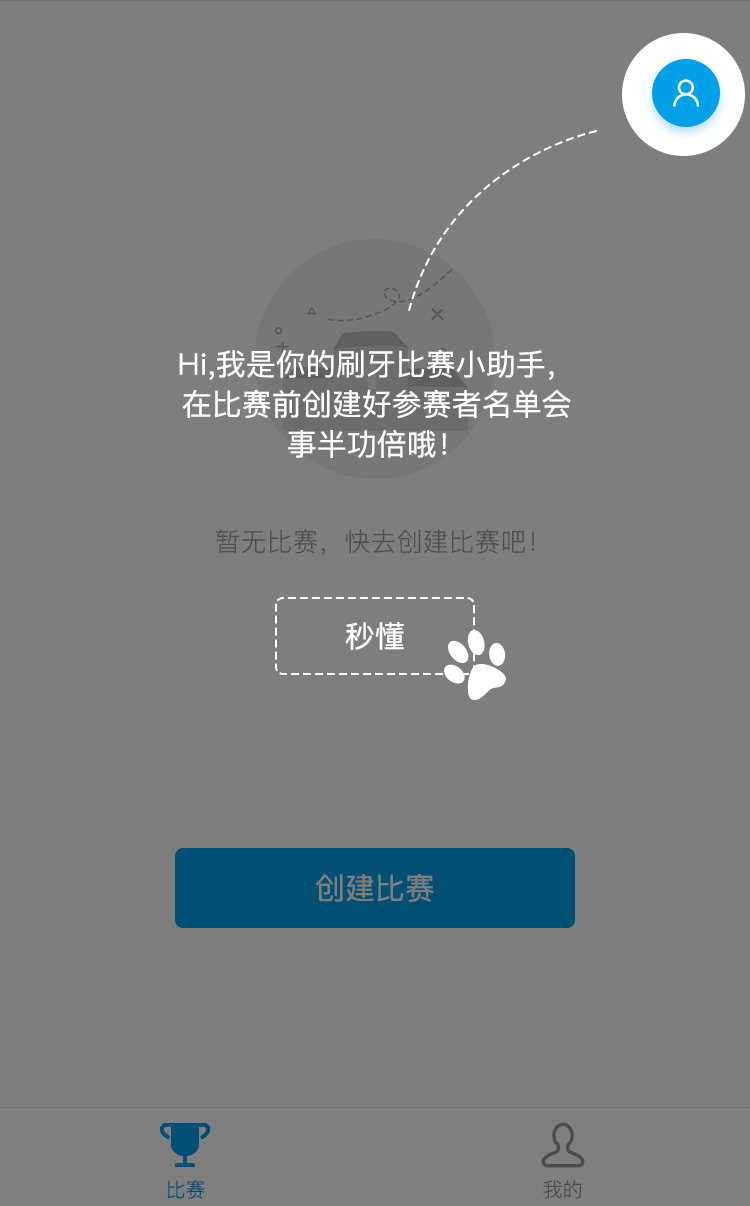 Hi,我是你的刷牙比赛小助手，
在比赛前创建好参赛者名单会
事半功倍哦！
暂无比赛，快去创建比赛吧！
秒懂
创建比赛
比赛
我的